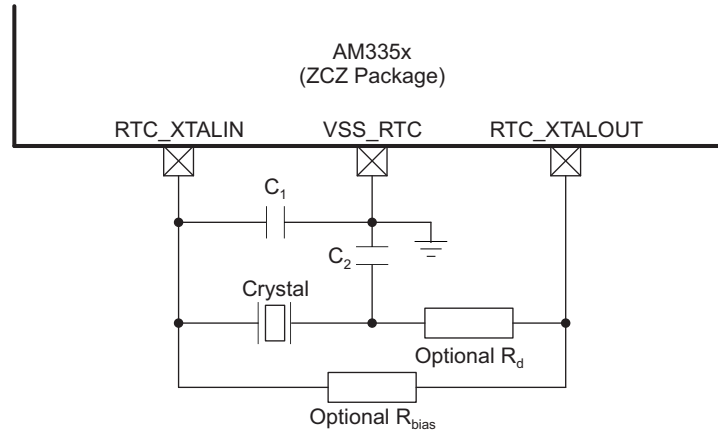 AM335x
(ZCZ Package)
RTC_XTALIN VSS_RTC RTC_XTALOUT
C1
C2
Crystal
Optional Rd
Optional Rbias